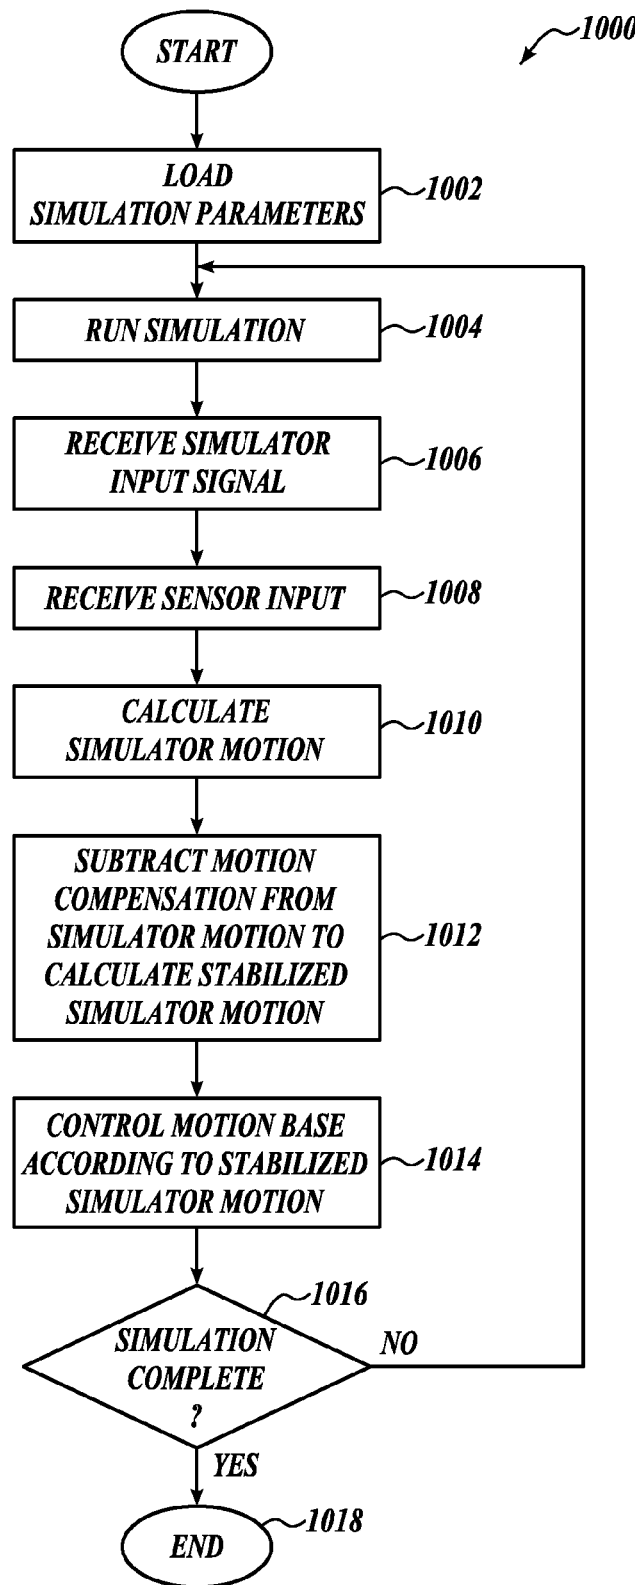 1000
START
LOAD
SIMULATION PARAMETERS
1002
RUN SIMULATION
1004
RECEIVE SIMULATOR
INPUT SIGNAL
1006
RECEIVE SENSOR INPUT
1008
CALCULATE
SIMULATOR MOTION
1010
SUBTRACT MOTION
COMPENSATION FROM
SIMULATOR MOTION TO
CALCULATE STABILIZED
SIMULATOR MOTION
1012
CONTROL MOTION BASE
ACCORDING TO STABILIZED
SIMULATOR MOTION
1014
1016
SIMULATION
COMPLETE
?
NO
YES
END
1018